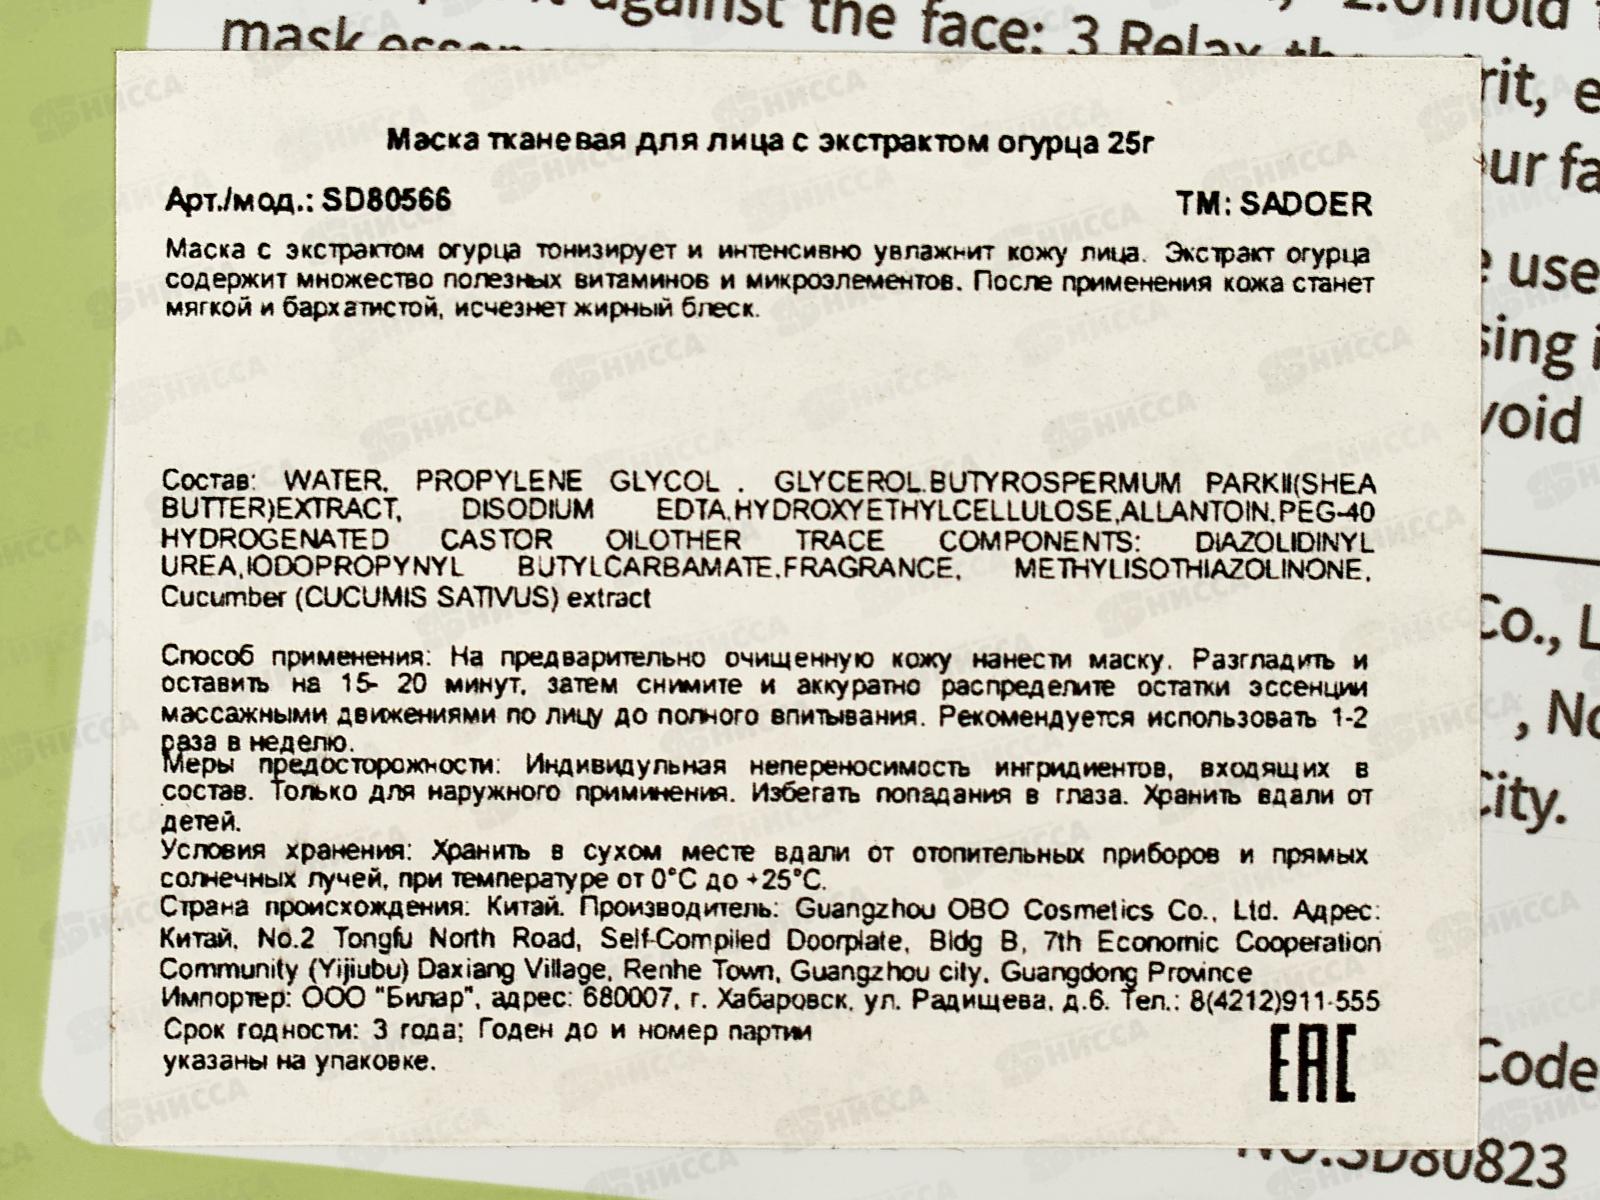 against the face; 3.Relax
mask
rit, e
ur fa
use
sing i
void
Маска тканевая для лица с экстрактом огурца 25г
Арт./мод.: SD80566 ТМ: SADOER
Маска с экстрактом огурца тонизирует и интенсивно увлажнит кожу лица. Экстракт огурца
содержит множество полезных витаминов и микроэлементов. После применения кожа станет
мягкой и бархатистой, исчезнет жирный блеск.
Состав: WATER, PROPYLENE GLYCOL , GLYCEROL,BUTYROSPERMUM PARKII(SHEA
BUTTER)EXTRACT, DISODIUM EDTA,HYDROXYETHYLCELLULOSE,ALLANTOIN,PEG-40
HYDROGENATED CASTOR OILOTHER TRACE COMPONENTS: DIAZOLIDINYL
UREA,IODOPROPYNYL BUTYLCARBAMATE,FRAGRANCE, METHYLISOTHIAZOLINONE,
Cucumber (CUCUMIS SATIVUS) extract
Способ применения: На предварительно очищенную кожу нанести маску. Разгладить и
оставить на 15- 20 минут, затем снимите и аккуратно распределите остатки эссенции
массажными движениями по лицу до полного впитывания. Рекомендуется использовать 1-2
раза в неделю.
Меры предосторожности: Индивидульная непереносимость ингридиентов, входящих в
состав. Только для наружного приминения. Избегать попадания в глаза. Хранить вдали от
детей.
Условия хранения: Хранить в сухом месте вдали от отопительных приборов и прямых
солнечных лучей, при температуре от 0°С до +25°С.
Страна происхождения: Китай. Производитель: Guangzhou OBO Cosmetics Co., Ltd. Адрес:
Китай, No.2 Tongfu North Road, Self-Compiled Doorplate, Bldg B, 7th Economic Cooperation
Community (Yijiubu) Daxiang Village, Renhe Town, Guangzhou city, Guangdong Province
Импортер: ООО "Билар", адрес: 680007, г. Хабаровск, ул. Радищева, д.6. Тел.: 8(4212)911-555
Срок годности: 3 года; Годен до и номер партии
указаны на упаковке.
ЕАС
Co., L
, No
City.
Code
NO.SD80823
НИССА